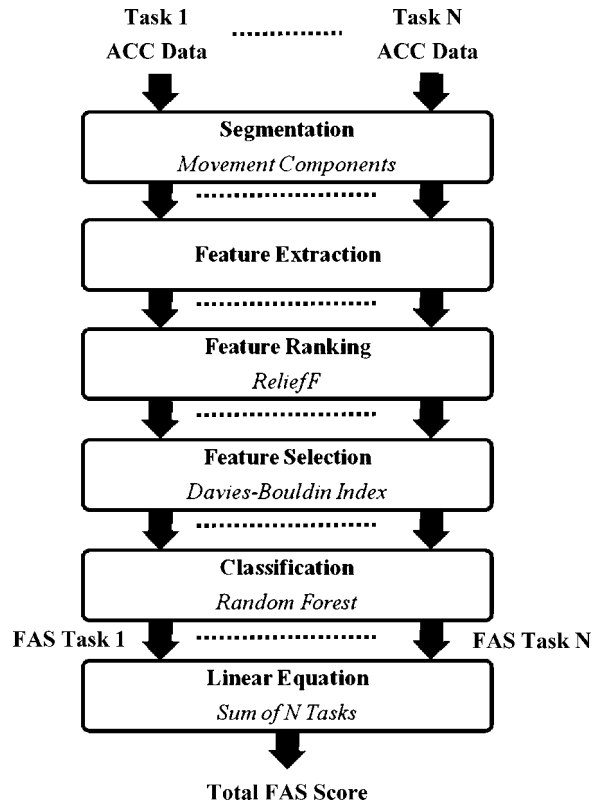 Task 1 Task N
ACC Data ACC Data
Segmentation
Movement Components
Feature Extraction
Feature Ranking
ReliefF
Feature Selection
Davies-Bouldin Index
Classification
Random Forest
FAS Task 1 FAS Task N
Linear Equation
Sum of N Tasks
Total FAS Score